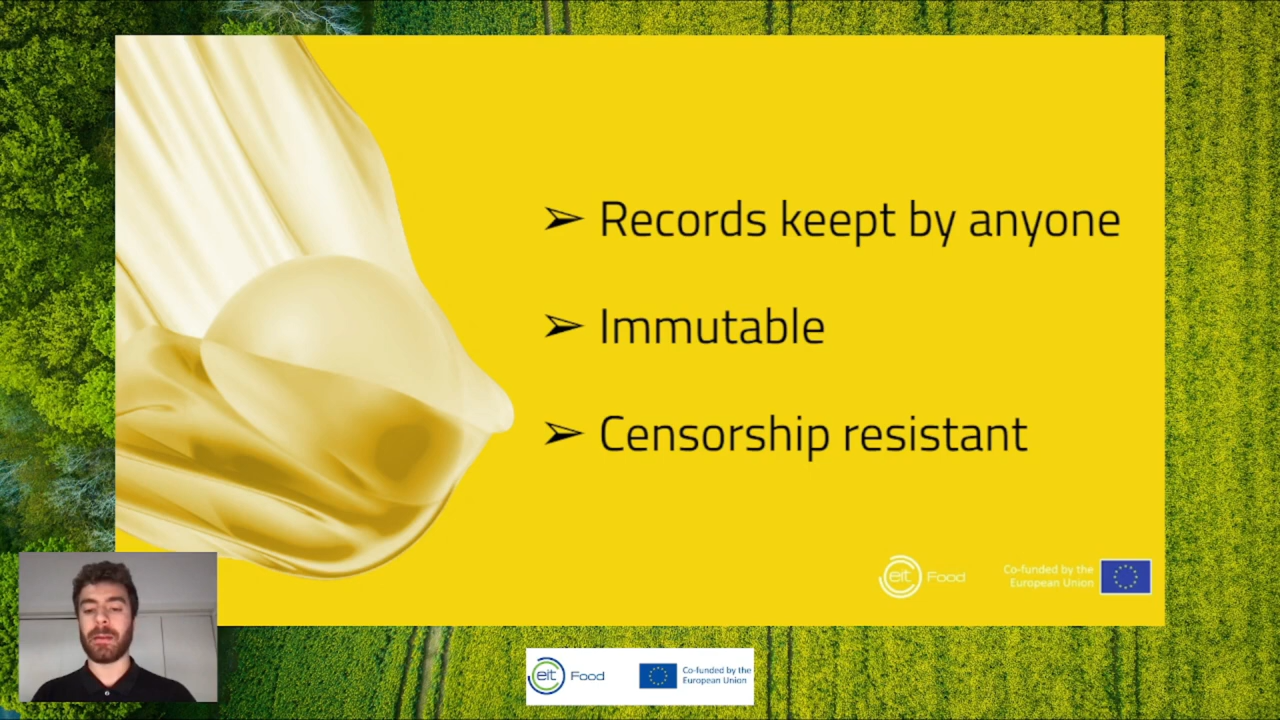 ➢ Records keept by anyone
➢ Immutable
➢ Censorship resistant
eit Food
Co-funded by the
European Union
eit Food
Co-funded by the
European Union